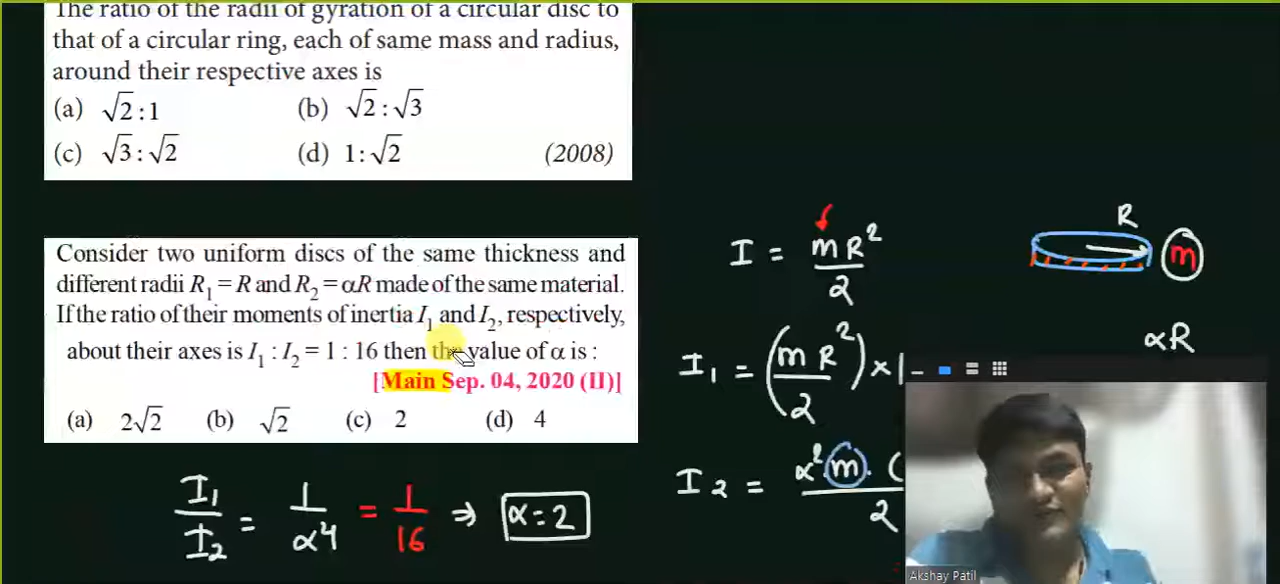 The ratio of the radii of gyration of a circular disc to
that of a circular ring, each of same mass and radius,
around their respective axes is
(a) √2 : 1 (b) √2 : √3
(c) √3 : √2 (d) 1 : √2 (2008)
Consider two uniform discs of the same thickness and
different radii R₁ = R and R₂ = αR made of the same material.
If the ratio of their moments of inertia I₁ and I₂, respectively,
about their axes is I₁ : I₂ = 1 : 16 then the value of α is :
[Main Sep. 04, 2020 (II)]
(a) 2√2 (b) √2 (c) 2 (d) 4
I₁/I₂ = 1/α⁴ = 1/16 ⇒ α = 2
I = mR²/2
R
m
αR
I₁ = (mR²/2) × 1
I₂ = α²m. (
2
Akshay Patil